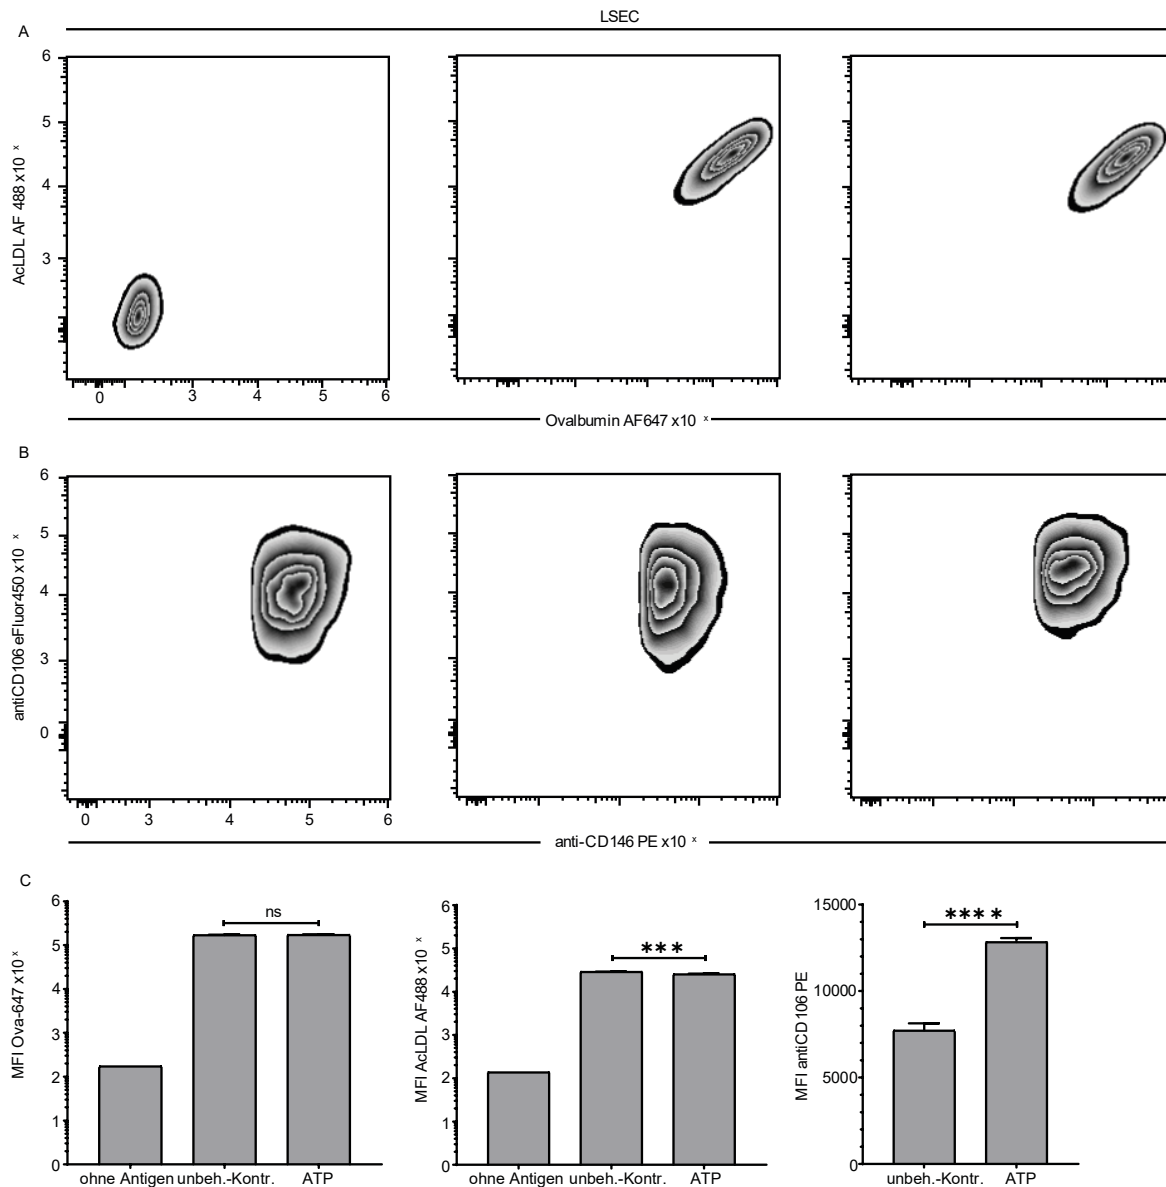 LSEC
A
6
5
4
3
AcLDL AF 488 x10 x
0 3 4 5 6
Ovalbumin AF647 x10 x
B
6
5
4
3
0
antiCD106 eFluor450 x10 x
0 3 4 5 6
anti-CD146 PE x10 x
C
6
5
4
3
2
1
0
MFI Ova-647 x10 x
ns
ohne Antigen unbeh.-Kontr. ATP
6
5
4
3
2
1
0
MFI AcLDL AF488 x10 x
***
ohne Antigen unbeh.-Kontr. ATP
15000
10000
5000
0
MFI antiCD106 PE
****
unbeh.-Kontr. ATP